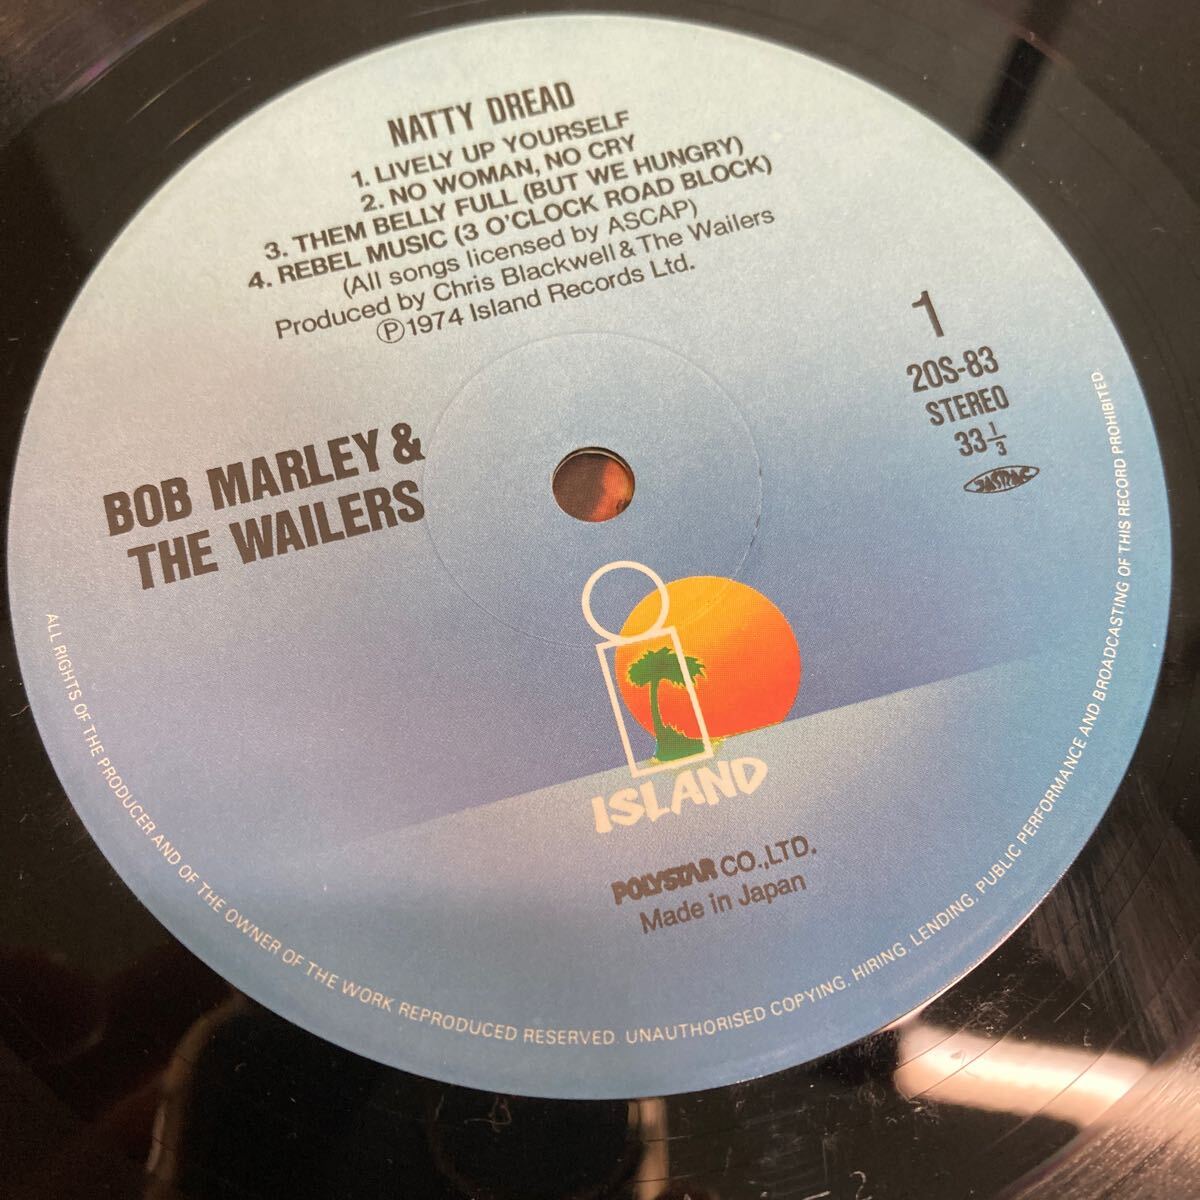 NATTY DREAD
1. LIVELY UP YOURSELF
2. NO WOMAN, NO CRY
3. THEM BELLY FULL (BUT WE HUNGRY)
4. REBEL MUSIC (3 O'CLOCK ROAD BLOCK)
(All songs licensed by ASCAP)
Produced by Chris Blackwell & The Wailers
Ⓟ1974 Island Records Ltd.
1
20S-83
STEREO
33 1/3
JASRAC
BOB MARLEY &
THE WAILERS
ISLAND
POLYSTAR CO.,LTD.
Made in Japan
ALL RIGHTS OF THE PRODUCER AND OF THE OWNER OF THE WORK REPRODUCED RESERVED. UNAUTHORISED COPYING. HIRING. LENDING. PUBLIC PERFORMANCE AND BROADCASTING OF THIS RECORD PROHIBITED.